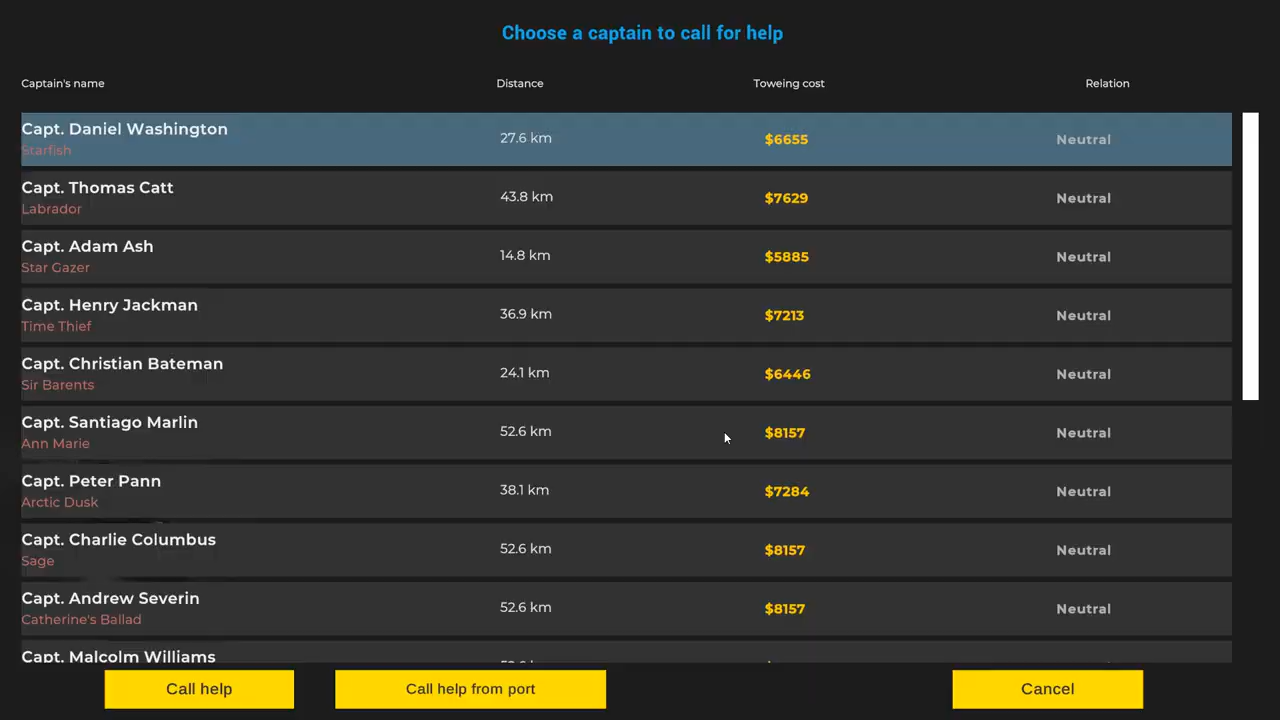 Choose a captain to call for help
Captain's name Distance Toweing cost Relation
Capt. Daniel Washington
Starfish
27.6 km $6655 Neutral
Capt. Thomas Catt
Labrador
43.8 km $7629 Neutral
Capt. Adam Ash
Star Gazer
14.8 km $5885 Neutral
Capt. Henry Jackman
Time Thief
36.9 km $7213 Neutral
Capt. Christian Bateman
Sir Barents
24.1 km $6446 Neutral
Capt. Santiago Marlin
Ann Marie
52.6 km $8157 Neutral
Capt. Peter Pann
Arctic Dusk
38.1 km $7284 Neutral
Capt. Charlie Columbus
Sage
52.6 km $8157 Neutral
Capt. Andrew Severin
Catherine's Ballad
52.6 km $8157 Neutral
Capt. Malcolm Williams
Call help Call help from port Cancel